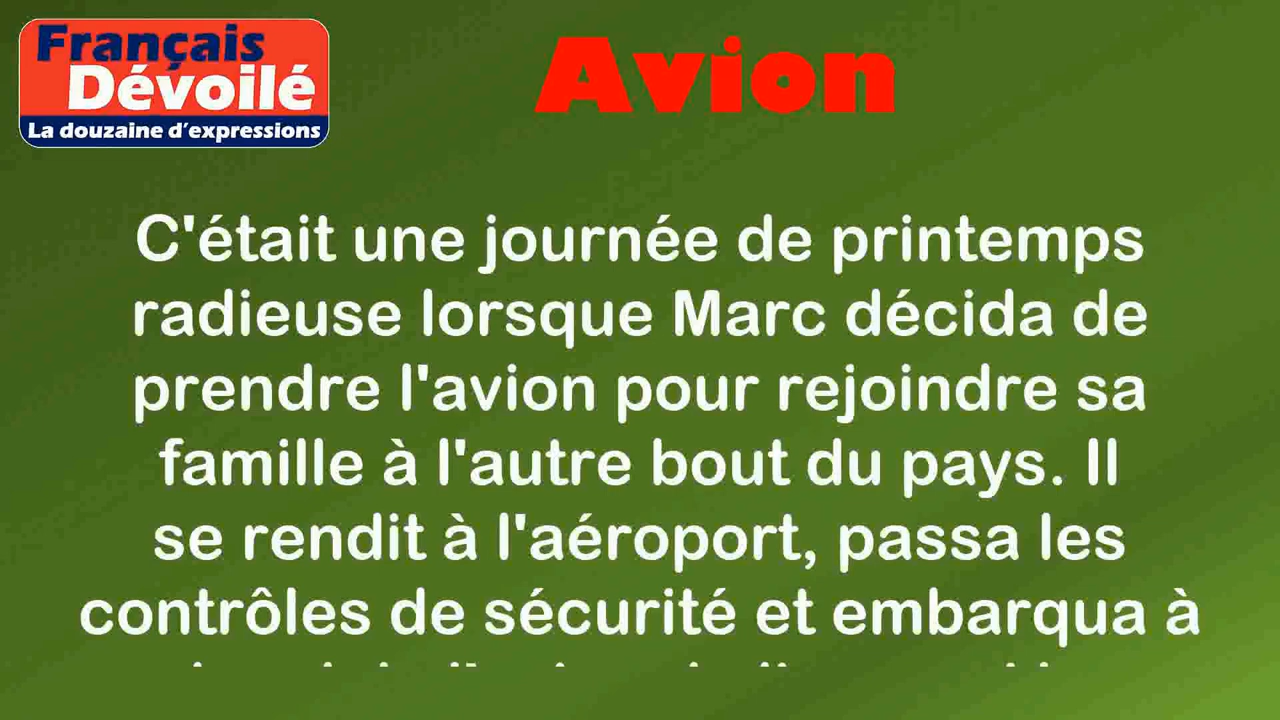 Français
Dévoilé
La douzaine d'expressions
Avion
C'était une journée de printemps
radieuse lorsque Marc décida de
prendre l'avion pour rejoindre sa
famille à l'autre bout du pays. Il
se rendit à l'aéroport, passa les
contrôles de sécurité et embarqua à